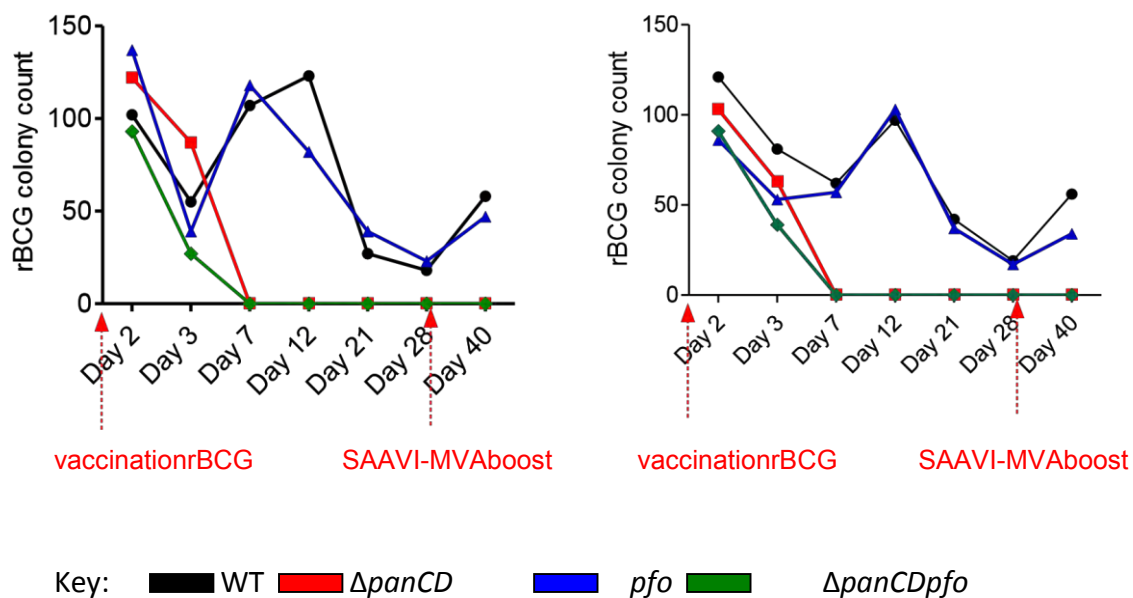 150
100
50
0
rBCG colony count
Day 2
Day 3
Day 7
Day 12
Day 21
Day 28
Day 40
vaccinationrBCG
SAAVI-MVAboost
150
100
50
0
rBCG colony count
Day 2
Day 3
Day 7
Day 12
Day 21
Day 28
Day 40
vaccinationrBCG
SAAVI-MVAboost
Key: WT ΔpanCD pfo ΔpanCDpfo